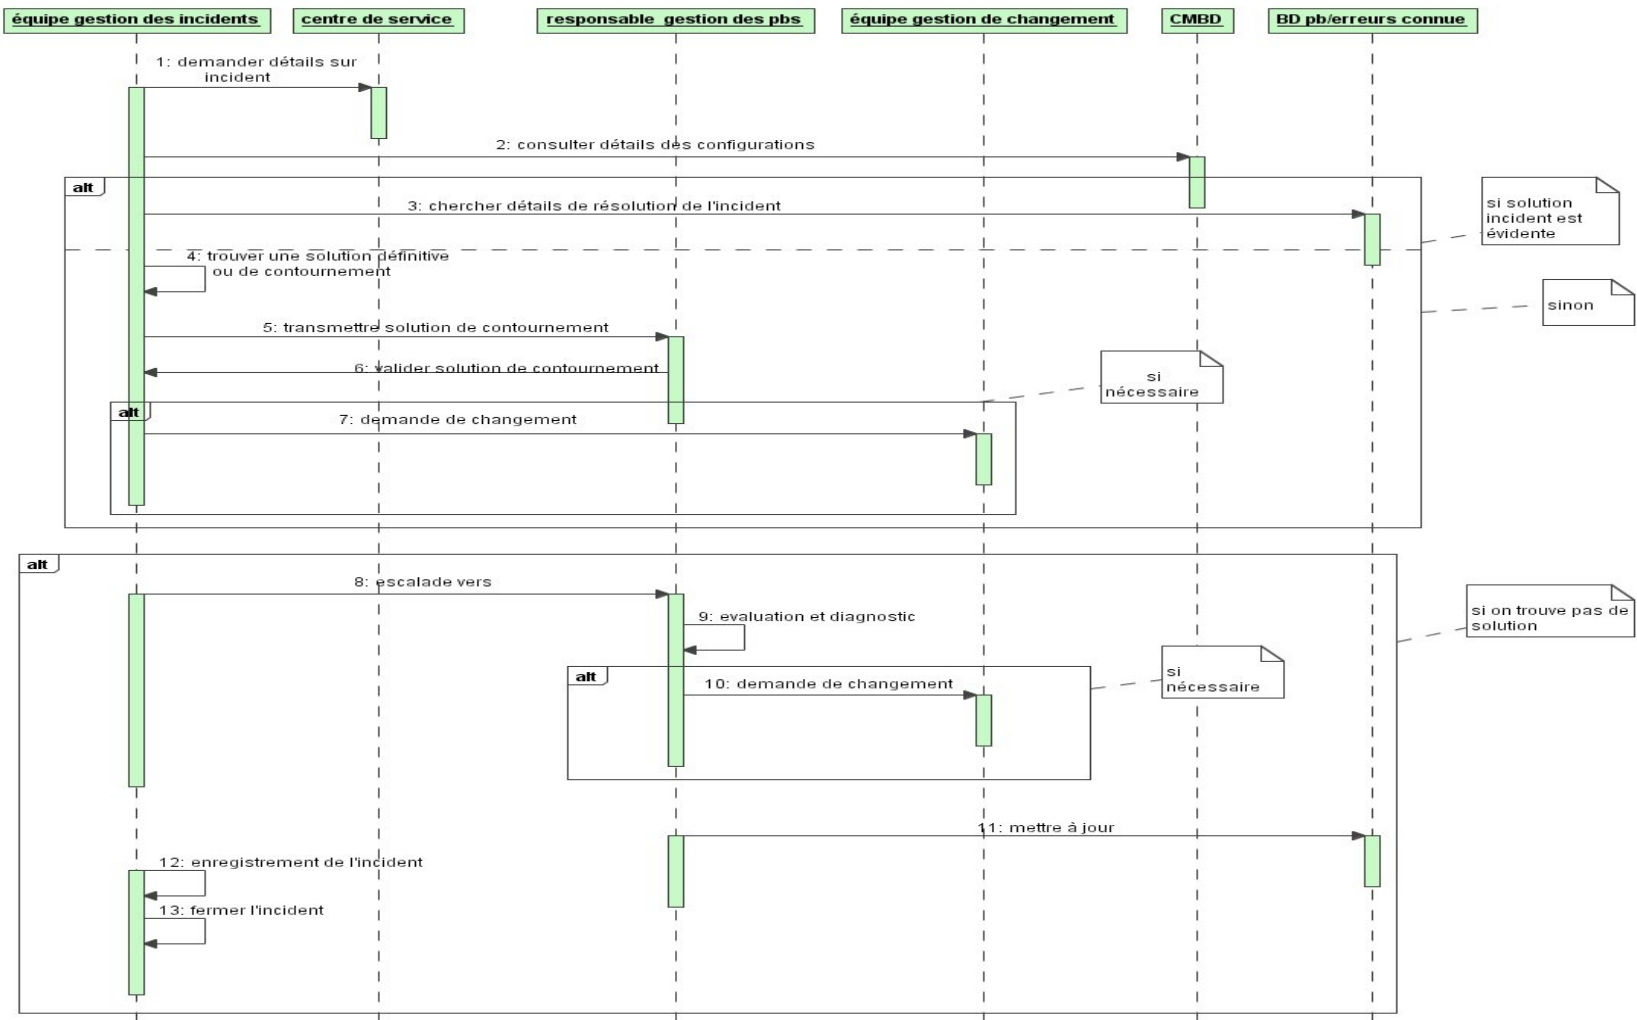 équipe gestion des incidents
centre de service
responsable gestion des pbs
équipe gestion de changement
CMBD
BD pb/erreurs connue
1: demander détails sur
incident
2: consulter détails des configurations
alt
3: chercher détails de résolution de l'incident
si solution
incident est
évidente
4: trouver une solution définitive
ou de contournement
sinon
5: transmettre solution de contournement
6: valider solution de contournement
si
nécessaire
alt
7: demande de changement
alt
8: escalade vers
9: evaluation et diagnostic
si on trouve pas de
solution
alt
10: demande de changement
si
nécessaire
11: mettre à jour
12: enregistrement de l'incident
13: fermer l'incident